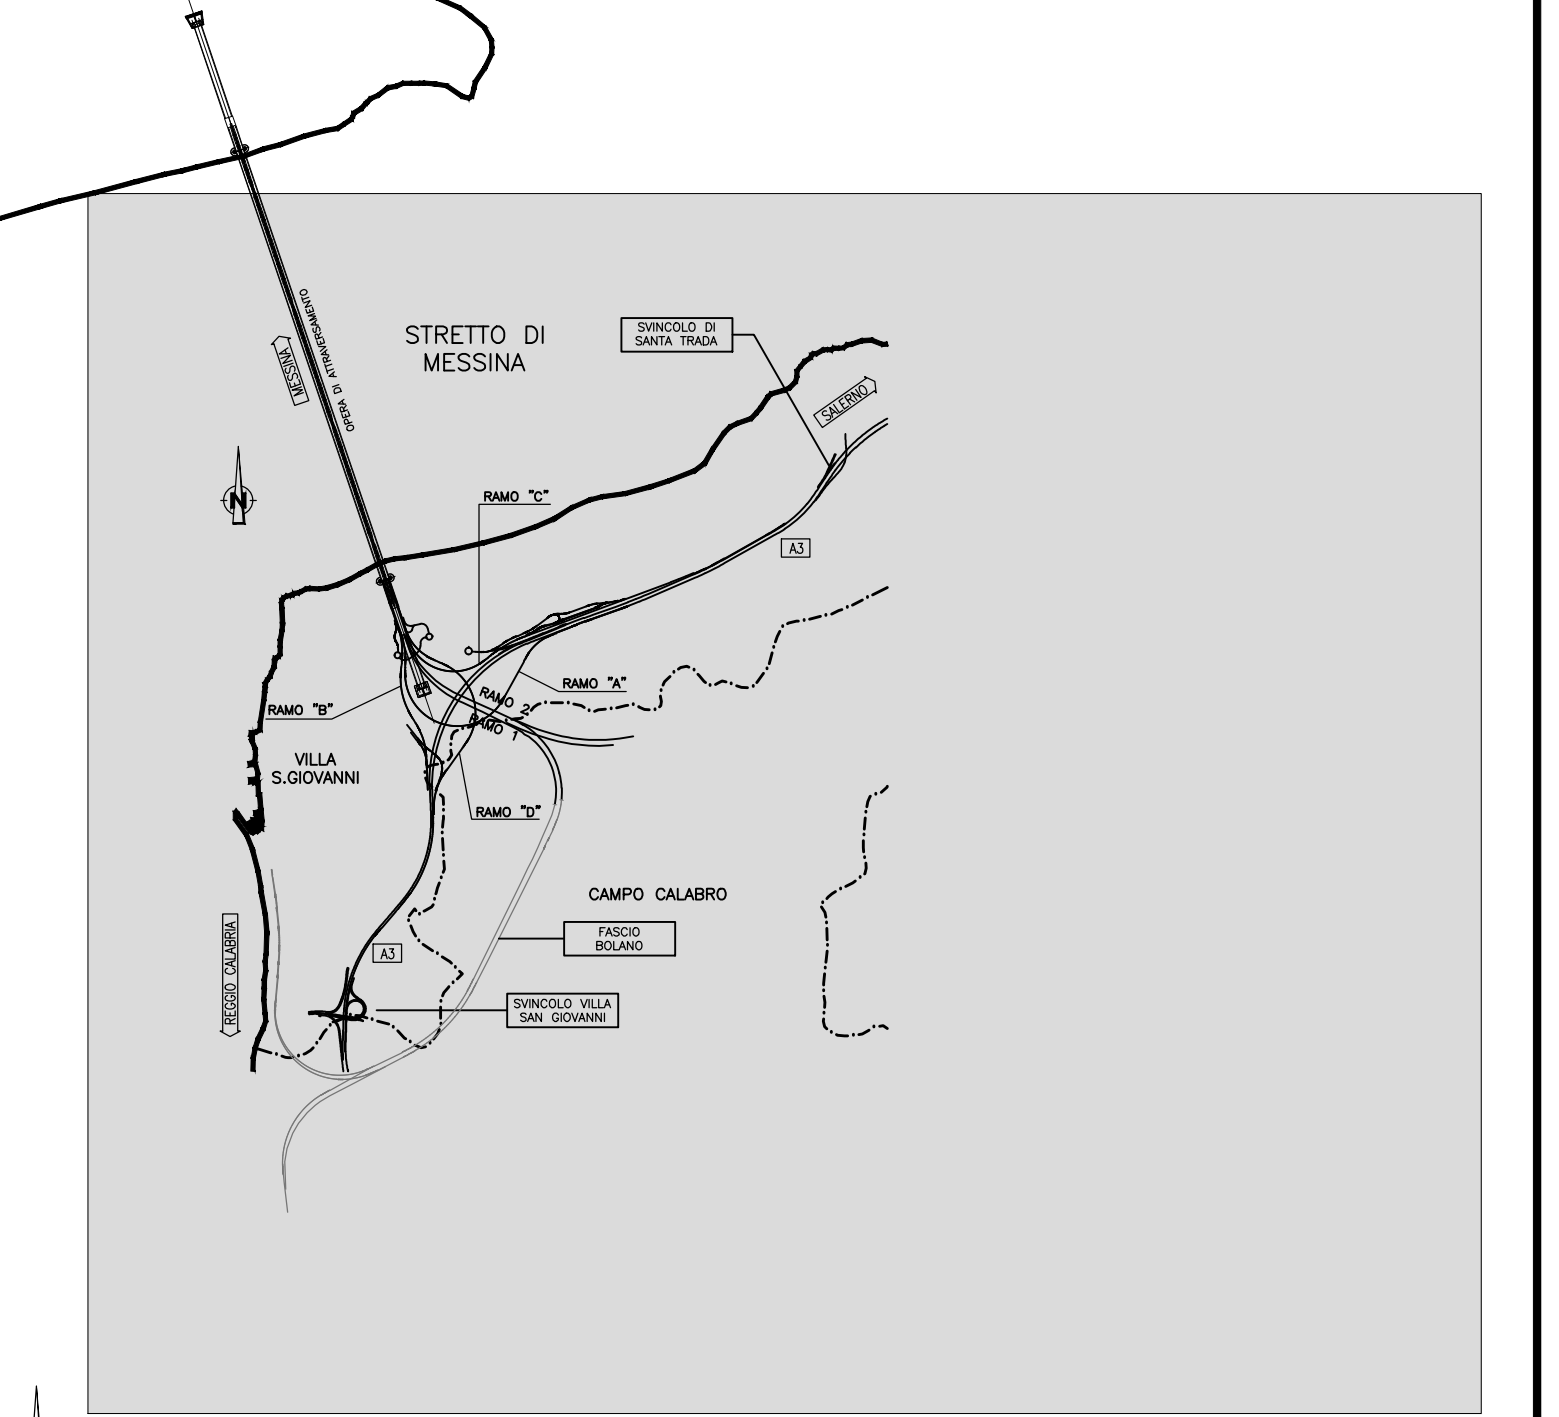 OPERA DI ATTRAVERSAMENTO
MESSINA
STRETTO DI
MESSINA
SVINCOLO DI
SANTA TRADA
SALERNO
N
RAMO "C"
A3
RAMO "A"
RAMO 2
RAMO "B"
RAMO 1
VILLA
S.GIOVANNI
RAMO "D"
CAMPO CALABRO
FASCIO
BOLANO
REGGIO CALABRIA
A3
SVINCOLO VILLA
SAN GIOVANNI